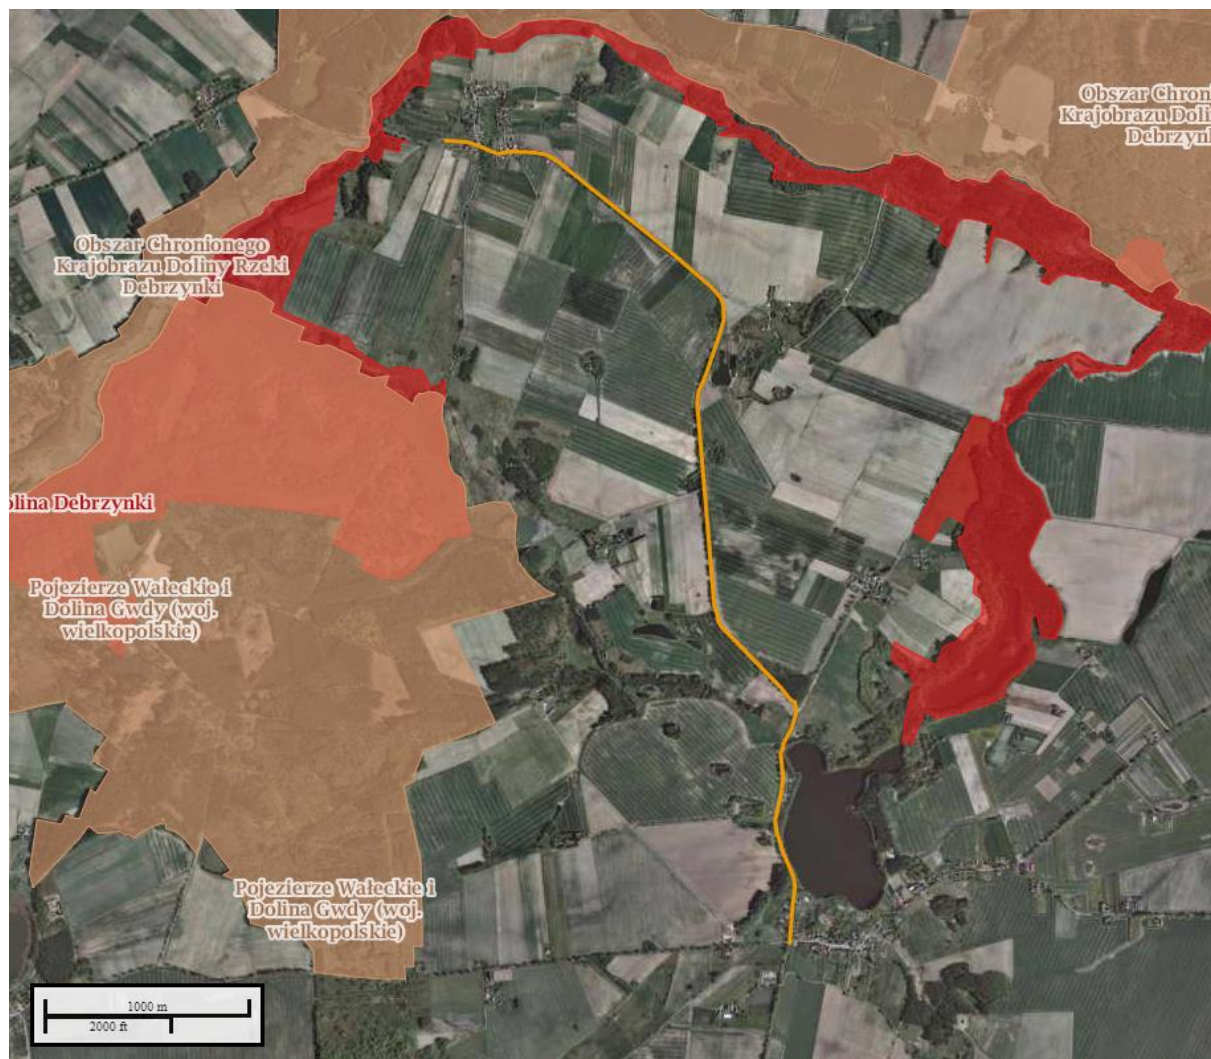 Obszar Chron
Krajobrazu Dolin
Debrzynk
Obszar Chronionego
Krajobrazu Doliny Rzeki
Debrzynki
olina Debrzynki
Pojezierze Wałeckie i
Dolina Gwdy (woj.
wielkopolskie)
Pojezierze Wałeckie i
Dolina Gwdy (woj.
wielkopolskie)
1000 m
2000 ft